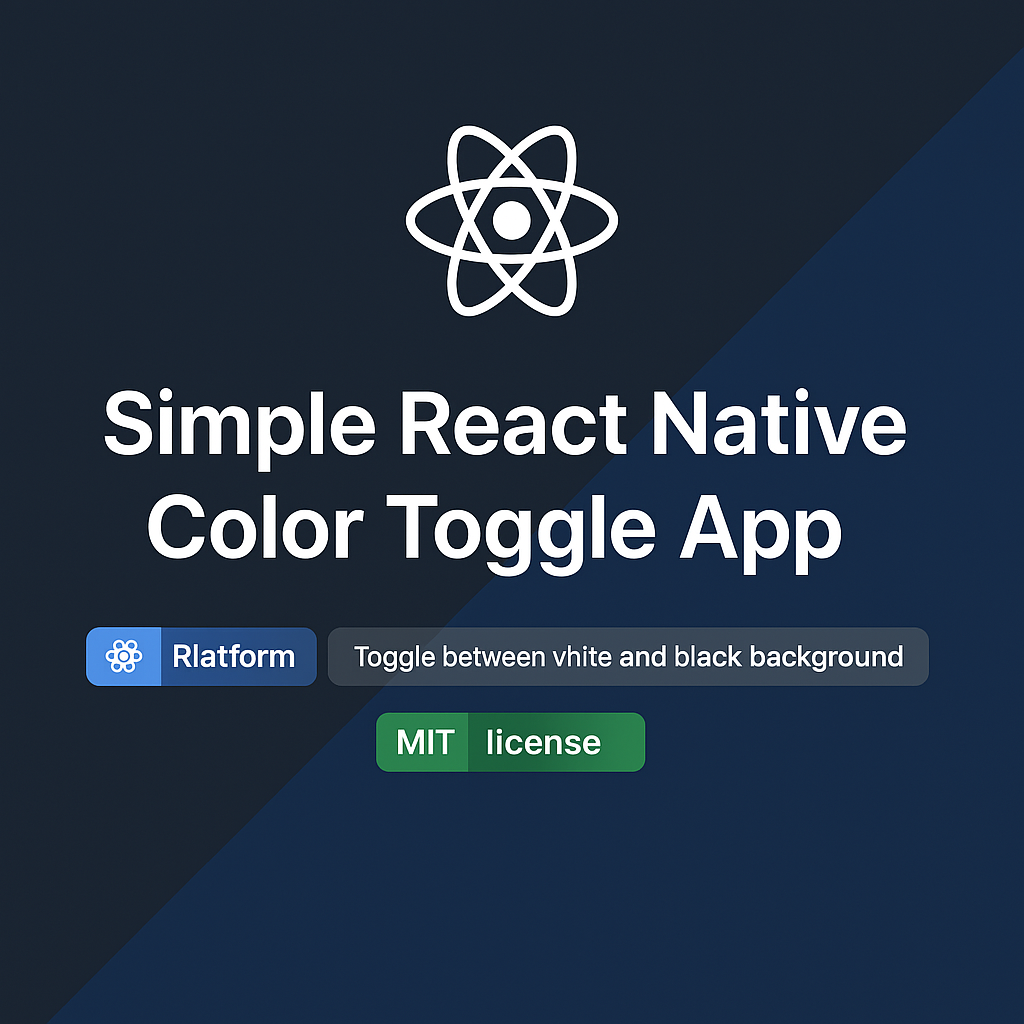 Simple React Native
Color Toggle App
Rlatform
Toggle between vhite and black background
MIT license